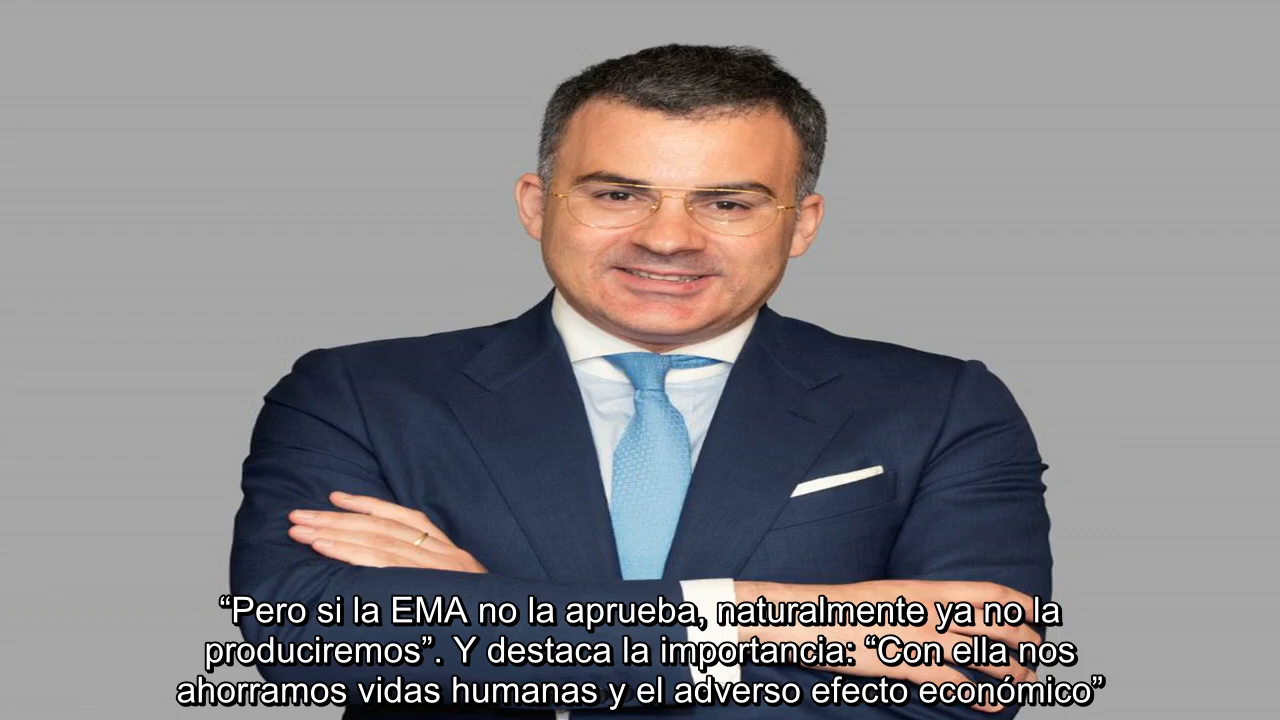 “Pero si la EMA no la aprueba, naturalmente ya no la
produciremos”. Y destaca la importancia: “Con ella nos
ahorramos vidas humanas y el adverso efecto económico”